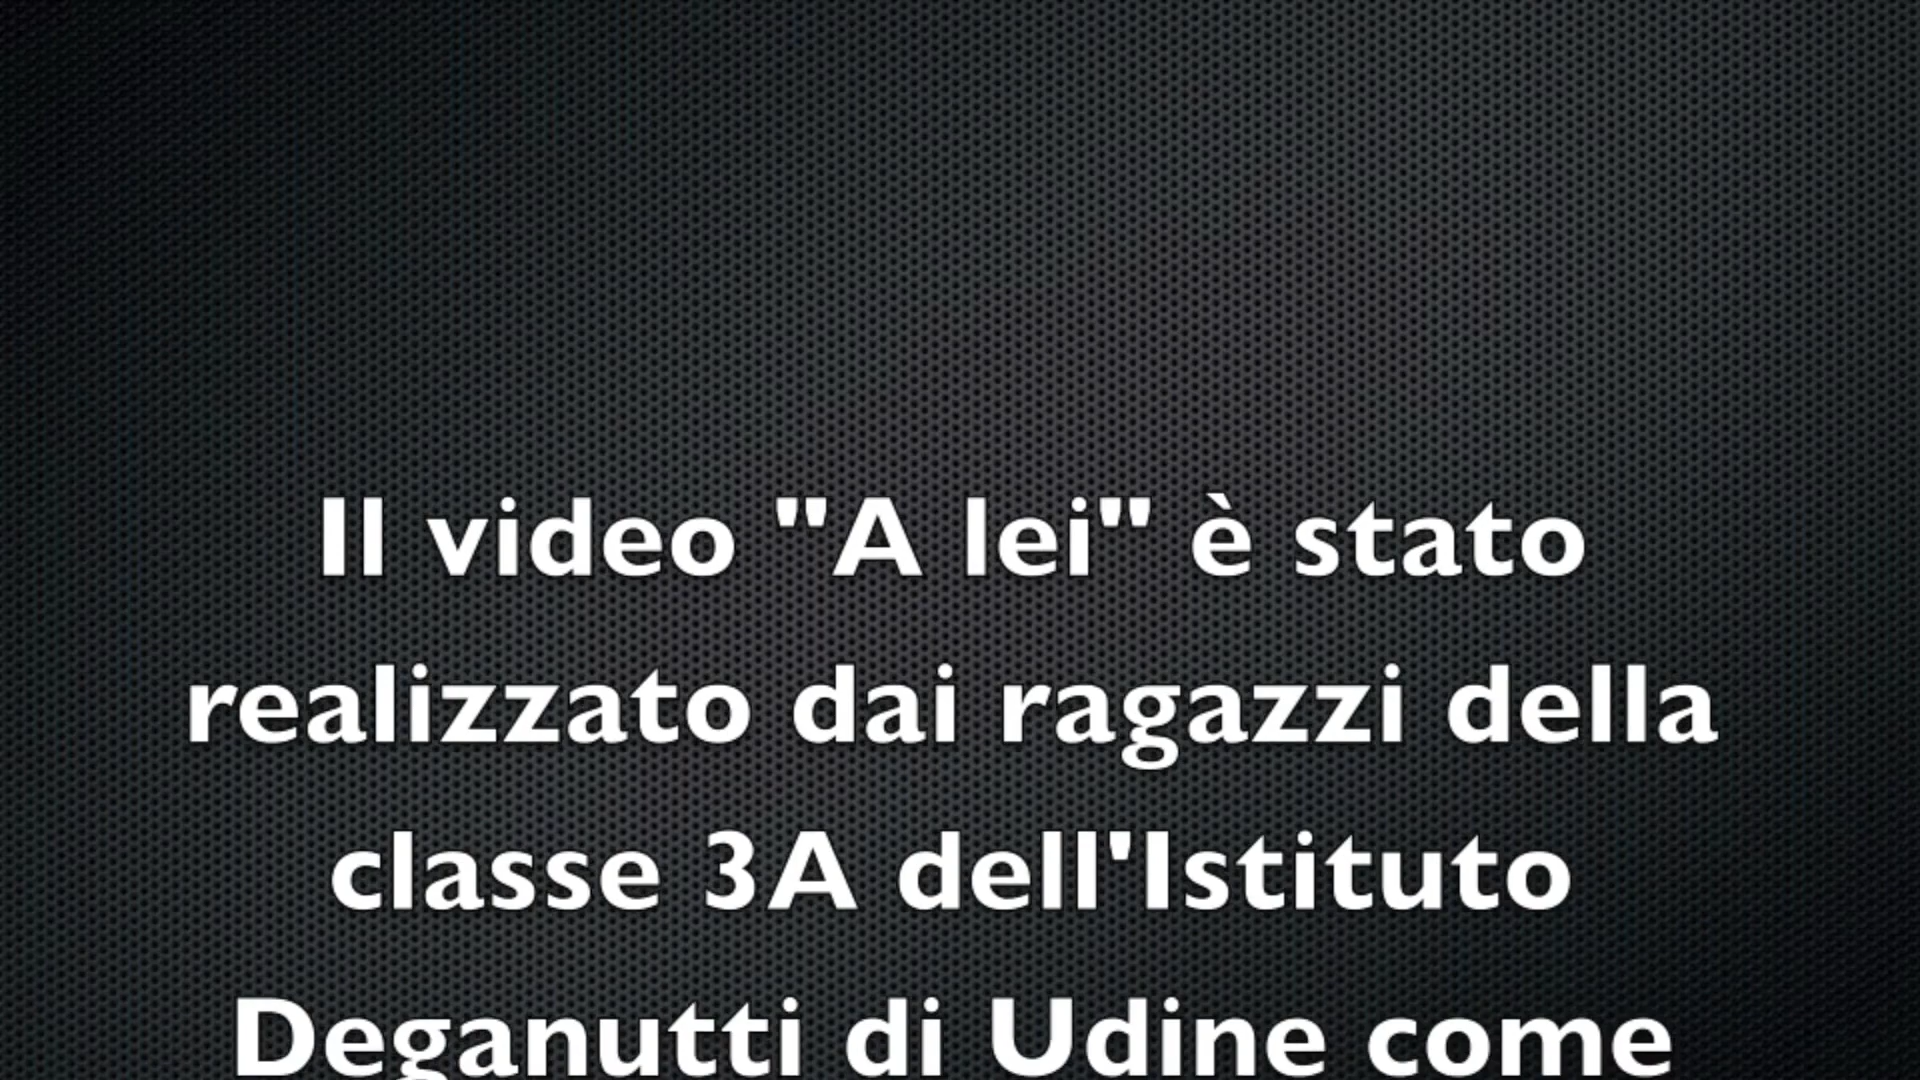 Il video "A lei" è stato
realizzato dai ragazzi della
classe 3A dell'Istituto
Deganutti di Udine come